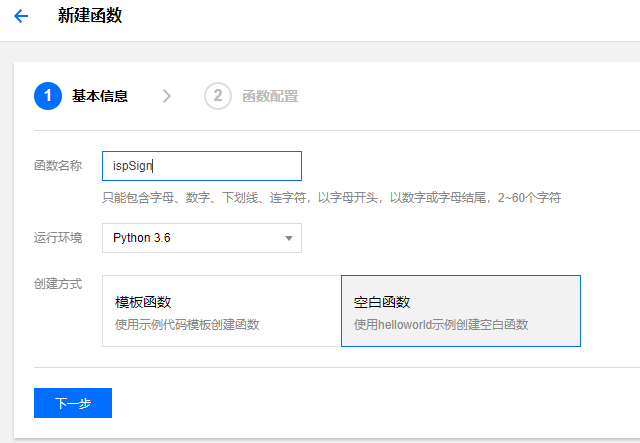 新建函数
1 基本信息 2 函数配置
函数名称 ispSign
只能包含字母、数字、下划线、连字符，以字母开头，以数字或字母结尾，2~60个字符
运行环境 Python 3.6
创建方式
模板函数 空白函数
使用示例代码模板创建函数 使用helloworld示例创建空白函数
下一步